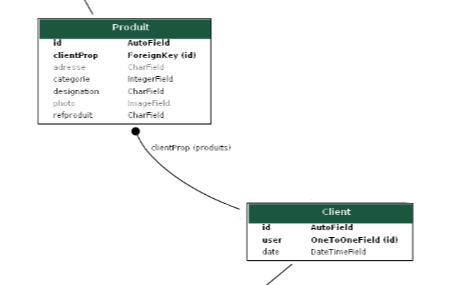 Produit
id AutoField
clientProp ForeignKey (id)
adresse CharField
categorie IntegerField
designation CharField
photo ImageField
refproduit CharField
clientProp (produits)
Client
id AutoField
user OneToOneField (id)
date DateTimeField